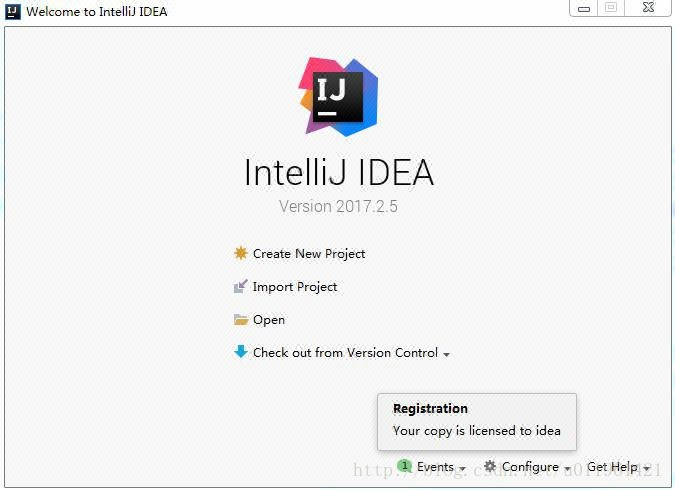 Welcome to IntelliJ IDEA
IJ
IntelliJ IDEA
Version 2017.2.5
Create New Project
Import Project
Open
Check out from Version Control
Registration
Your copy is licensed to idea
1 Events
Configure
Get Help